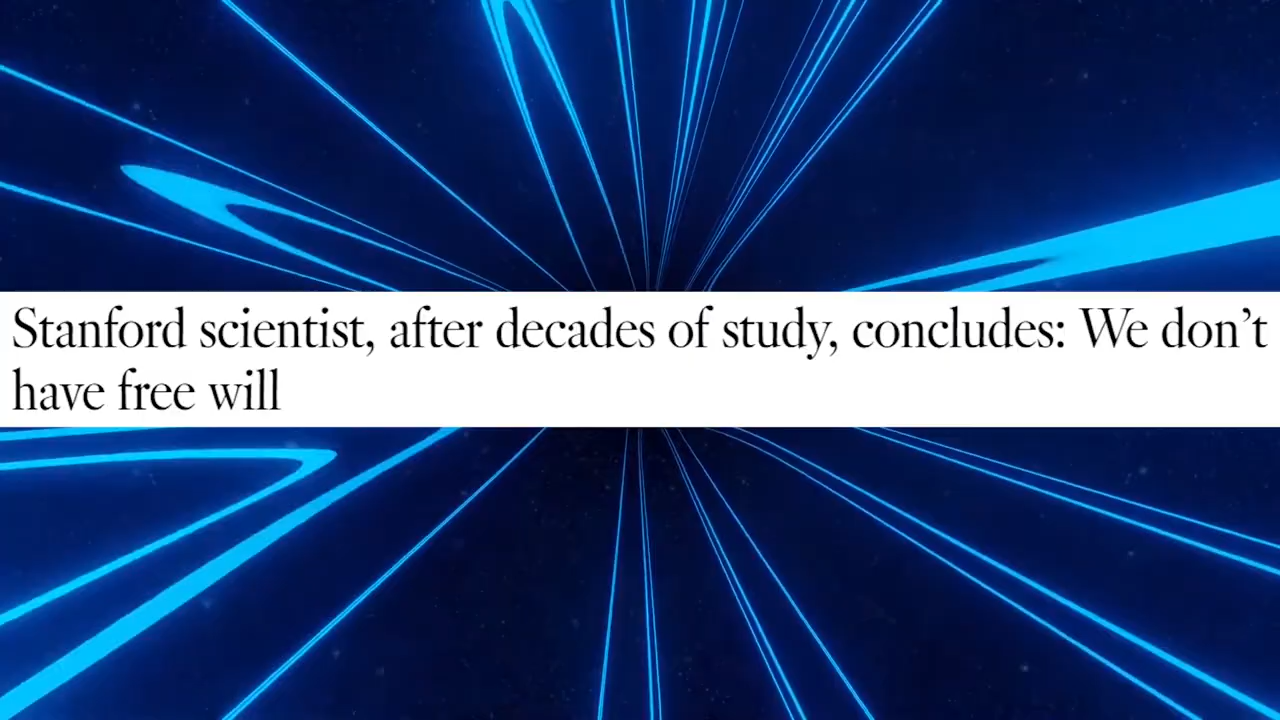 Stanford scientist, after decades of study, concludes: We don’t
have free will